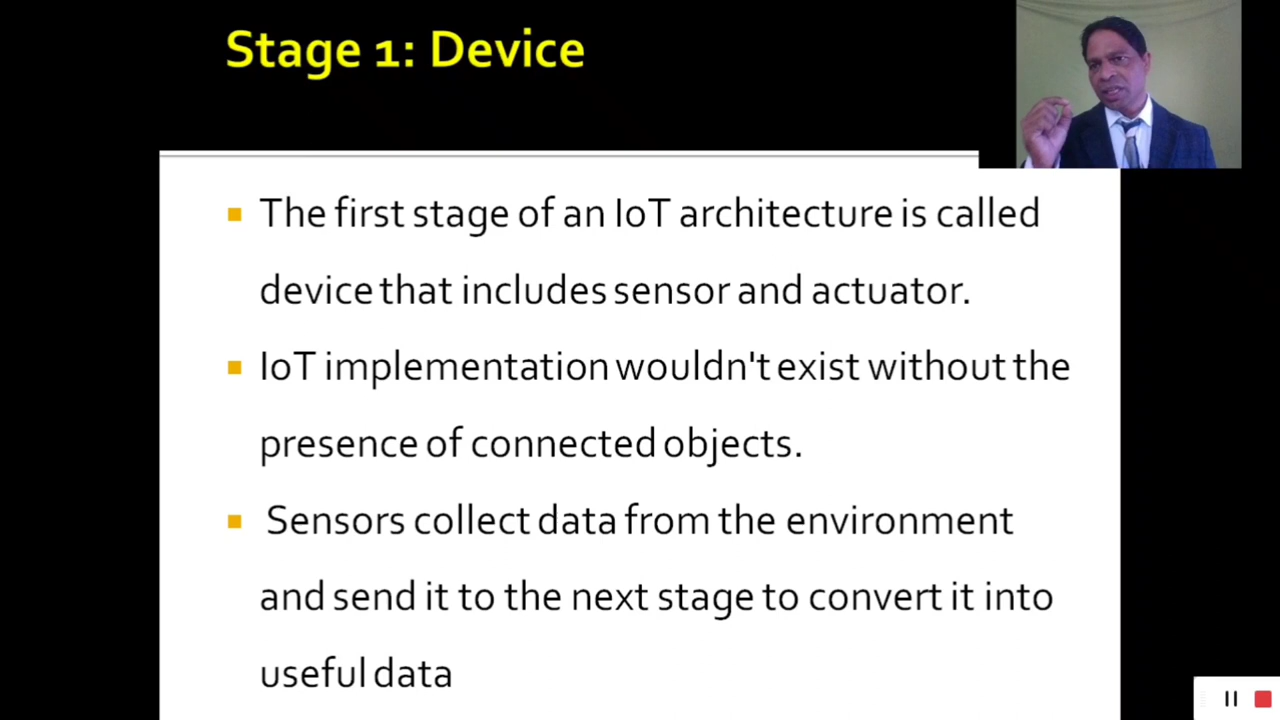 Stage 1: Device
The first stage of an IoT architecture is called
device that includes sensor and actuator.
IoT implementation wouldn't exist without the
presence of connected objects.
Sensors collect data from the environment
and send it to the next stage to convert it into
useful data